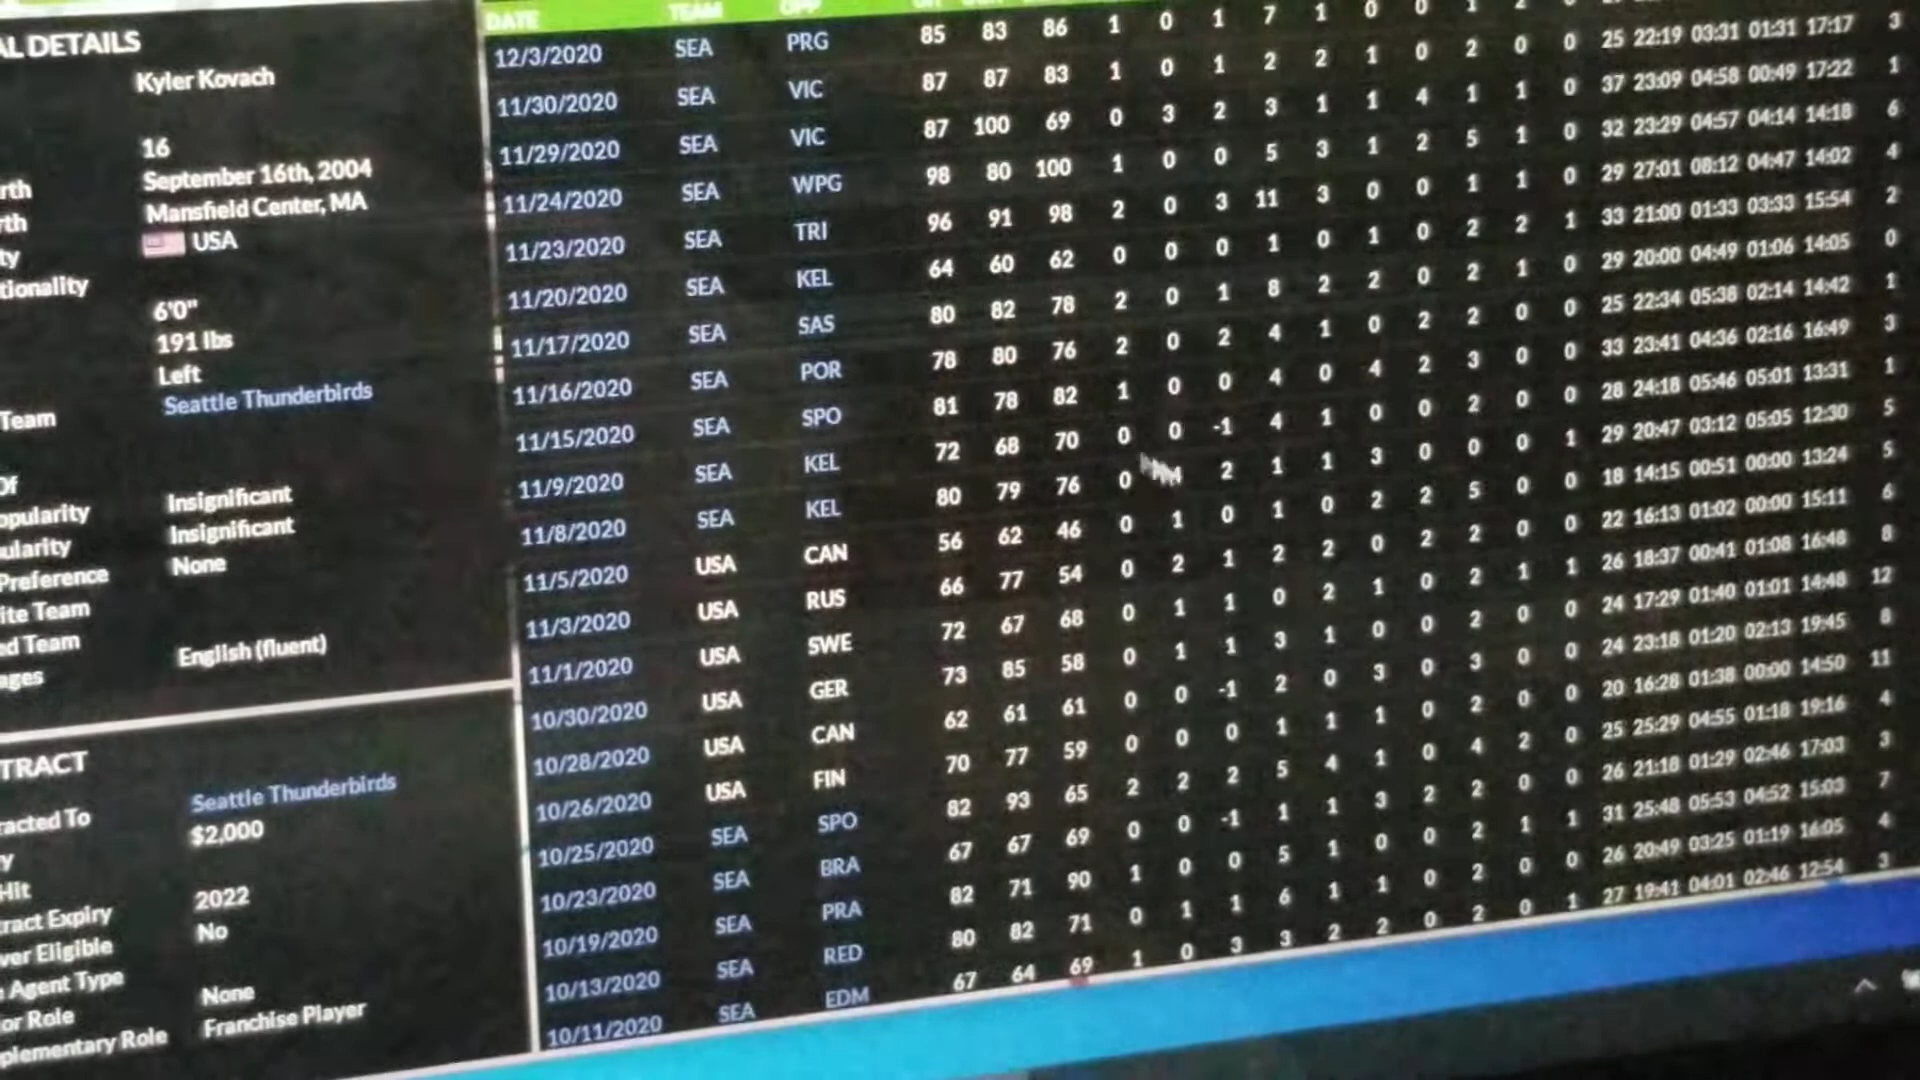 AL DETAILS
Kyler Kovach
16
rth September 16th, 2004
rth Mansfield Center, MA
ty USA
tionality
6'0"
191 lbs
Left
Team Seattle Thunderbirds
Of
opularity Insignificant
ularity Insignificant
Preference None
ite Team
ed Team
ages English (fluent)
TRACT
racted To Seattle Thunderbirds
y $2,000
Hit
ract Expiry 2022
ver Eligible No
e Agent Type
or Role None
plementary Role Franchise Player
DATE TEAM OPP
12/3/2020 SEA PRG 85 83 86 1 0 1 7 1 0 0 1 2
11/30/2020 SEA VIC 87 87 83 1 0 1 2 2 1 0 2 0 0 25 22:19 03:31 01:31 17:17 3
11/29/2020 SEA VIC 87 100 69 0 3 2 3 1 1 4 1 1 0 37 23:09 04:58 00:49 17:22 1
11/24/2020 SEA WPG 98 80 100 1 0 0 5 3 1 2 5 1 0 32 23:29 04:57 04:14 14:18 6
11/23/2020 SEA TRI 96 91 98 2 0 3 11 3 0 0 1 1 0 29 27:01 08:12 04:47 14:02 4
11/20/2020 SEA KEL 64 60 62 0 0 0 1 0 1 0 2 2 1 33 21:00 01:33 03:33 15:54 2
11/17/2020 SEA SAS 80 82 78 2 0 1 8 2 2 0 2 1 0 29 20:00 04:49 01:06 14:05 0
11/16/2020 SEA POR 78 80 76 2 0 2 4 1 0 2 2 0 0 25 22:34 05:38 02:14 14:42 1
11/15/2020 SEA SPO 81 78 82 1 0 0 4 0 4 2 3 0 0 33 23:41 04:36 02:16 16:49 3
11/9/2020 SEA KEL 72 68 70 0 0 -1 4 1 0 0 2 0 0 28 24:18 05:46 05:01 13:31 1
11/8/2020 SEA KEL 80 79 76 0 2 1 1 3 0 0 0 1 29 20:47 03:12 05:05 12:30 5
11/5/2020 USA CAN 56 62 46 0 1 0 1 0 2 2 5 0 0 18 14:15 00:51 00:00 13:24 5
11/3/2020 USA RUS 66 77 54 0 2 1 2 2 0 2 2 0 0 22 16:13 01:02 00:00 15:11 6
11/1/2020 USA SWE 72 67 68 0 1 1 0 2 1 0 2 1 1 26 18:37 00:41 01:08 16:48 8
10/30/2020 USA GER 73 85 58 0 1 1 3 1 0 0 2 0 0 24 17:29 01:40 01:01 14:48 12
10/28/2020 USA CAN 62 61 61 0 0 -1 2 0 3 0 3 0 0 24 23:18 01:20 02:13 19:45 8
10/26/2020 USA FIN 70 77 59 0 0 0 1 1 1 0 2 0 0 20 16:28 01:38 00:00 14:50 11
10/25/2020 SEA SPO 82 93 65 2 2 2 5 4 1 0 4 2 0 25 25:29 04:55 01:18 19:16 4
10/23/2020 SEA BRA 67 67 69 0 0 -1 1 1 3 2 2 0 0 26 21:18 01:29 02:46 17:03 3
10/19/2020 SEA PRA 82 71 90 1 0 0 5 1 0 0 2 1 1 31 25:48 05:53 04:52 15:03 7
10/13/2020 SEA RED 80 82 71 0 1 1 6 1 1 0 2 0 0 26 20:49 03:25 01:19 16:05 4
10/11/2020 SEA EDM 67 64 69 1 0 3 3 2 2 0 2 0 1 27 19:41 04:01 02:46 12:54 3